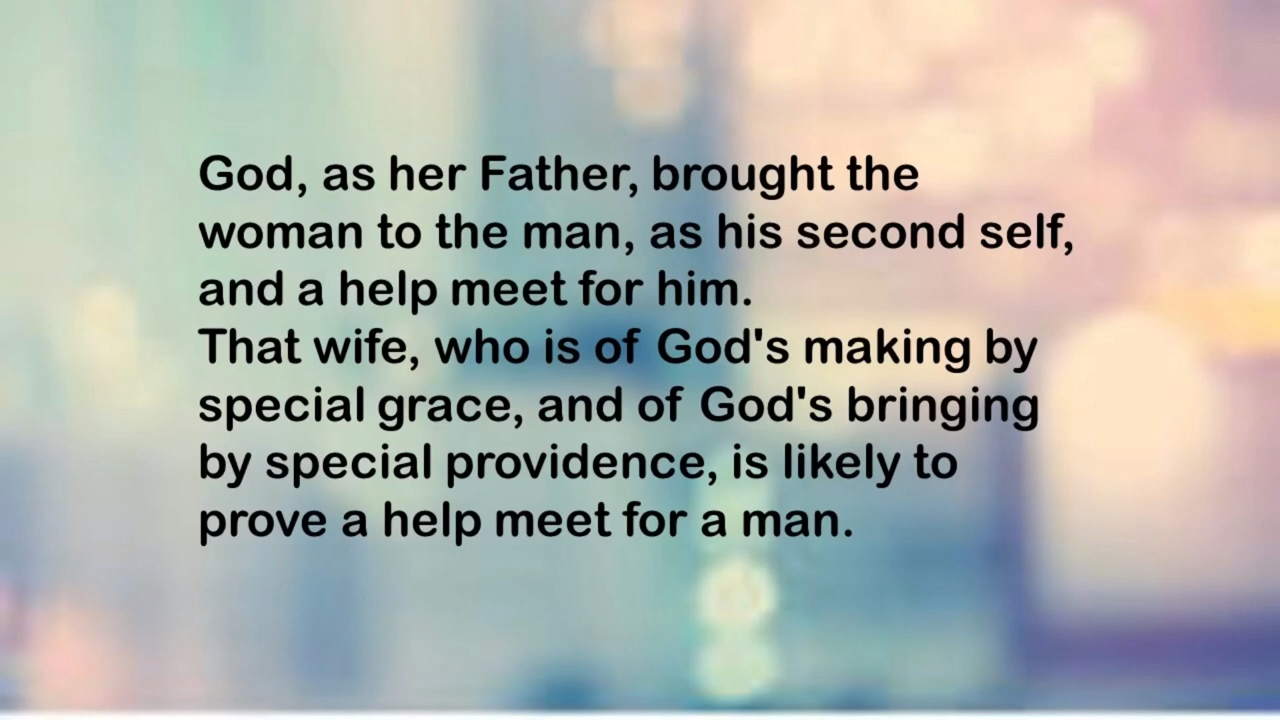 God, as her Father, brought the
woman to the man, as his second self,
and a help meet for him.
That wife, who is of God's making by
special grace, and of God's bringing
by special providence, is likely to
prove a help meet for a man.